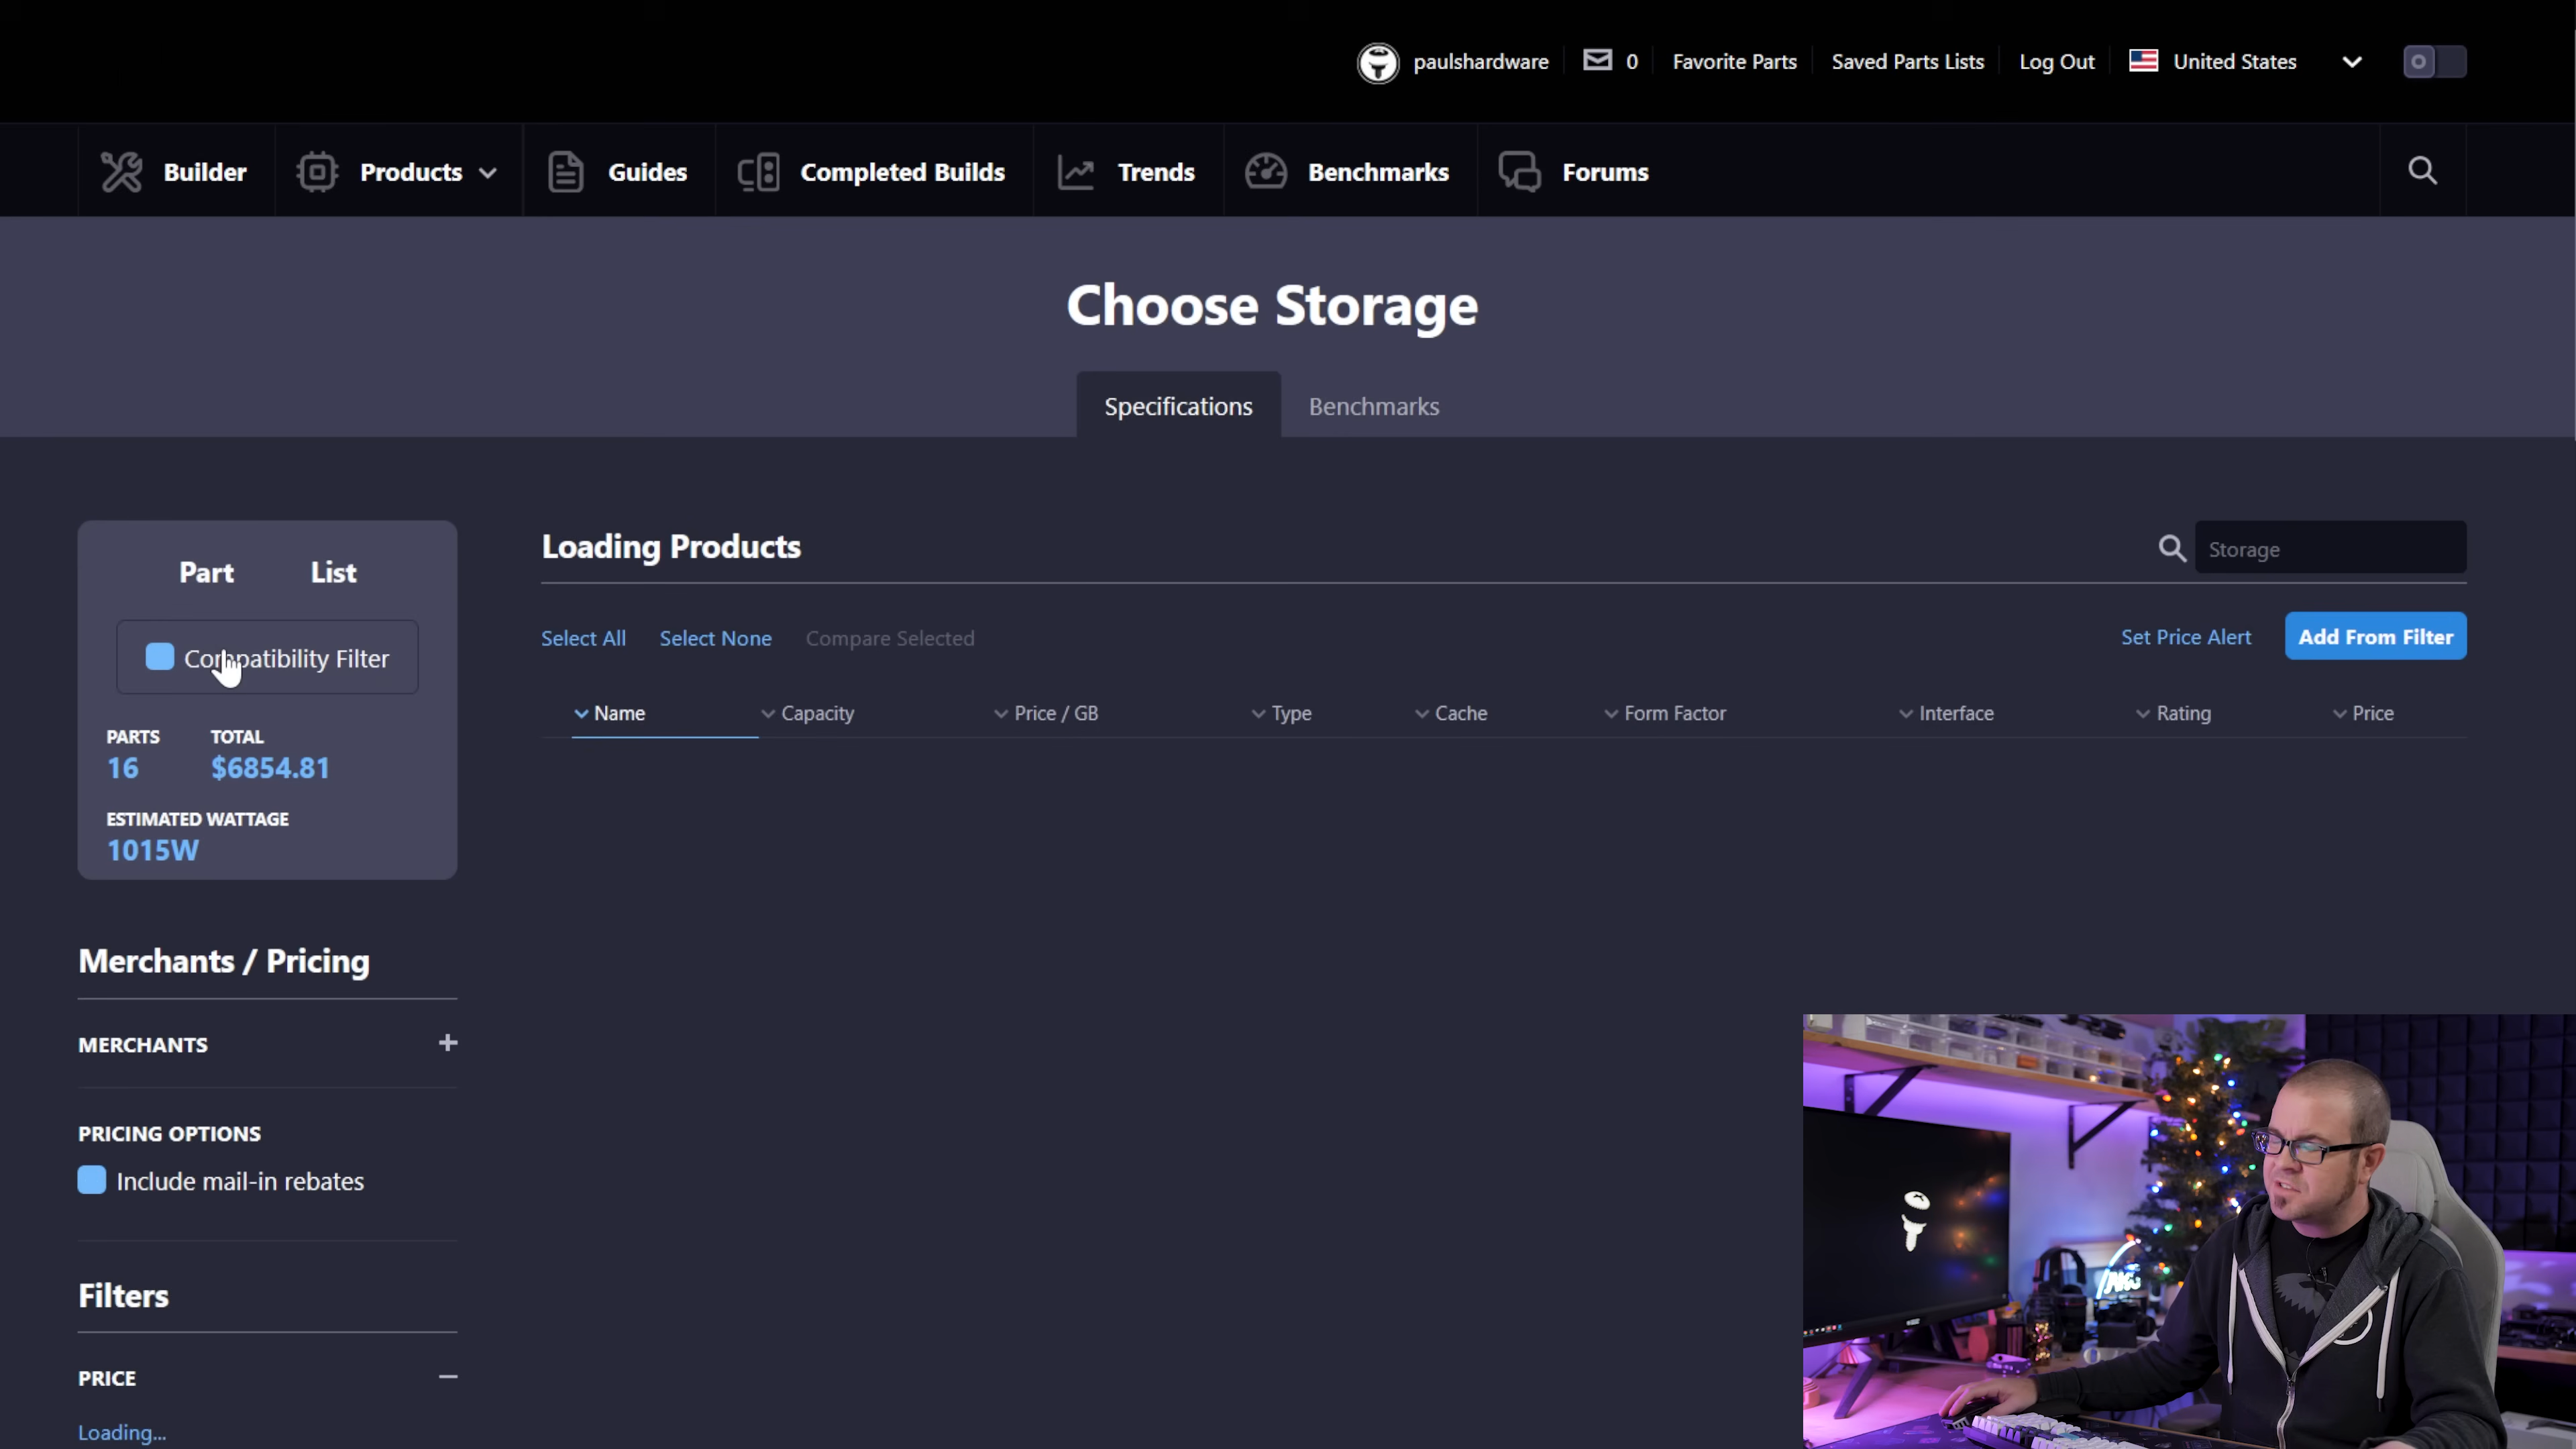 paulshardware 0 Favorite Parts Saved Parts Lists Log Out United States
Builder Products Guides Completed Builds Trends Benchmarks Forums
Choose Storage
Specifications Benchmarks
Part List
Compatibility Filter
PARTS TOTAL
16 $6854.81
ESTIMATED WATTAGE
1015W
Loading Products
Storage
Select All Select None Compare Selected Set Price Alert Add From Filter
Name Capacity Price / GB Type Cache Form Factor Interface Rating Price
Merchants / Pricing
MERCHANTS
PRICING OPTIONS
Include mail-in rebates
Filters
PRICE
Loading...